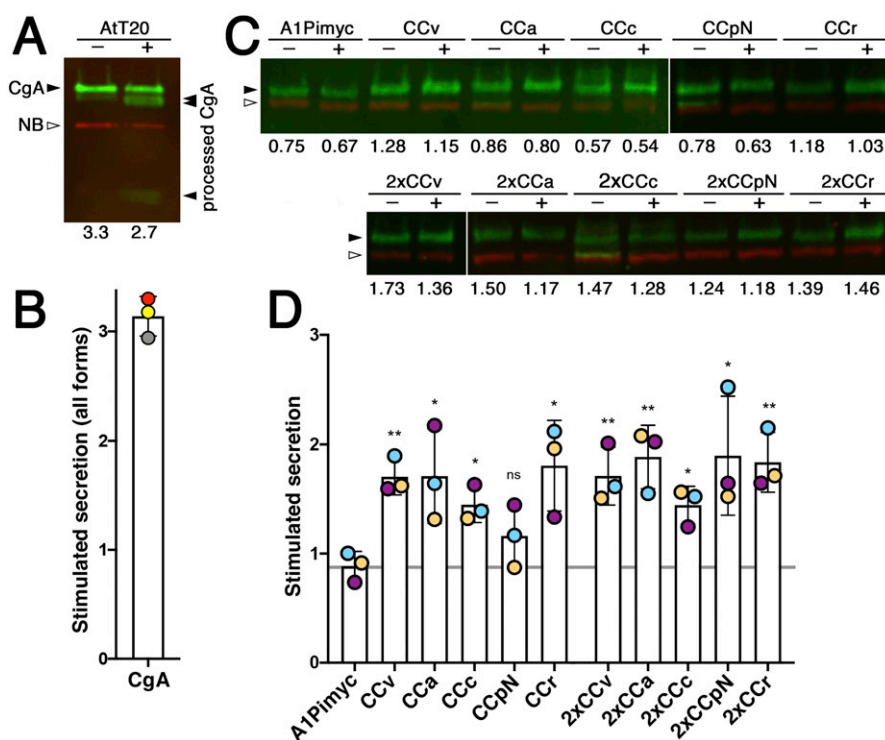 A
AtT20
− +
CgA
NB
processed CgA
3.3 2.7
B
Stimulated secretion (all forms)
3
2
1
0
CgA
C
A1Pimyc CCv CCa CCc CCpN CCr
− + − + − + − + − + − +
0.75 0.67 1.28 1.15 0.86 0.80 0.57 0.54 0.78 0.63 1.18 1.03
2xCCv 2xCCa 2xCCc 2xCCpN 2xCCr
− + − + − + − + − +
1.73 1.36 1.50 1.17 1.47 1.28 1.24 1.18 1.39 1.46
D
Stimulated secretion
3
2
1
0
** * * ns * ** ** * * **
A1Pimyc CCv CCa CCc CCpN CCr 2xCCv 2xCCa 2xCCc 2xCCpN 2xCCr